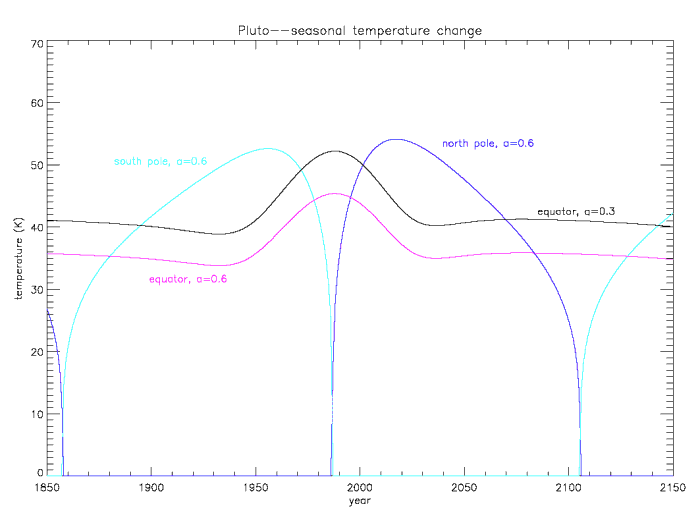 Pluto--seasonal temperature change
70
60
50
40
30
20
10
0
temperature (K)
south pole, a=0.6
north pole, a=0.6
equator, a=0.3
equator, a=0.6
1850 1900 1950 2000 2050 2100 2150
year